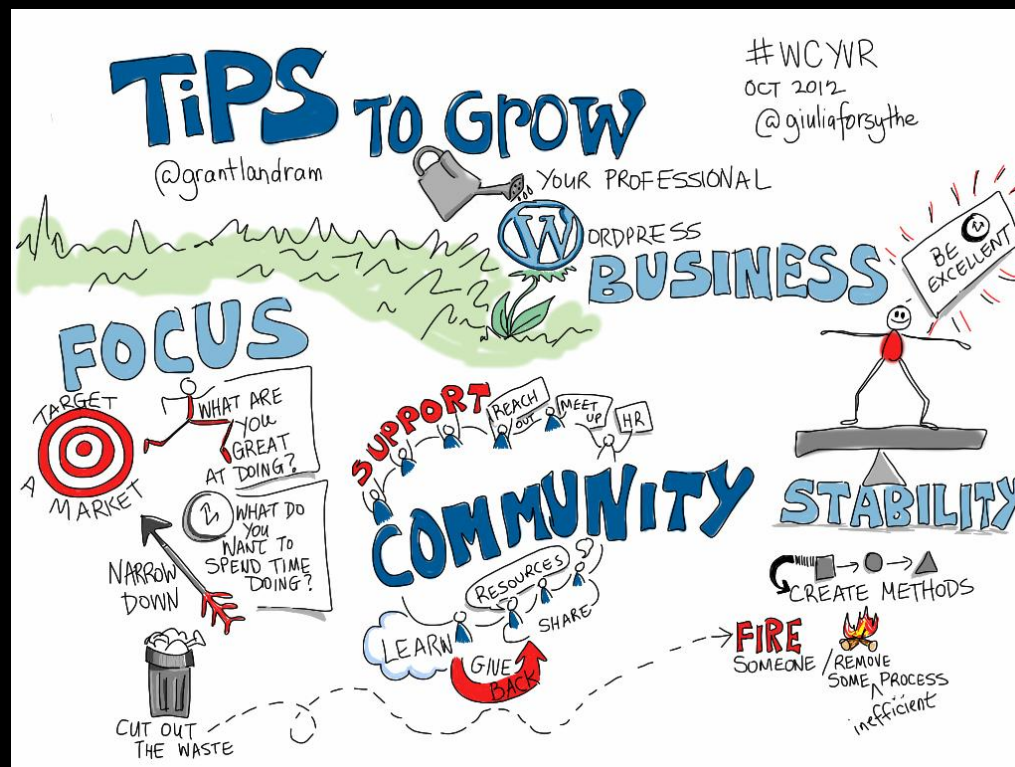 TiPS TO GROW
@grantlandram
#WCYVR
OCT 2012
@giuliaforsythe
YOUR PROFESSIONAL
WORDPRESS
BUSINESS
BE
EXCELLENT
FOCUS
TARGET
A MARKET
WHAT ARE
YOU
GREAT
AT DOING?
WHAT DO
YOU
WANT TO
SPEND TIME
DOING?
NARROW
DOWN
CUT OUT
THE WASTE
SUPPORT
REACH
OUT
MEET
UP
HR
COMMUNITY
RESOURCES
LEARN
SHARE
GIVE
BACK
STABILITY
CREATE METHODS
FIRE
SOMEONE / REMOVE
SOME PROCESS
inefficient